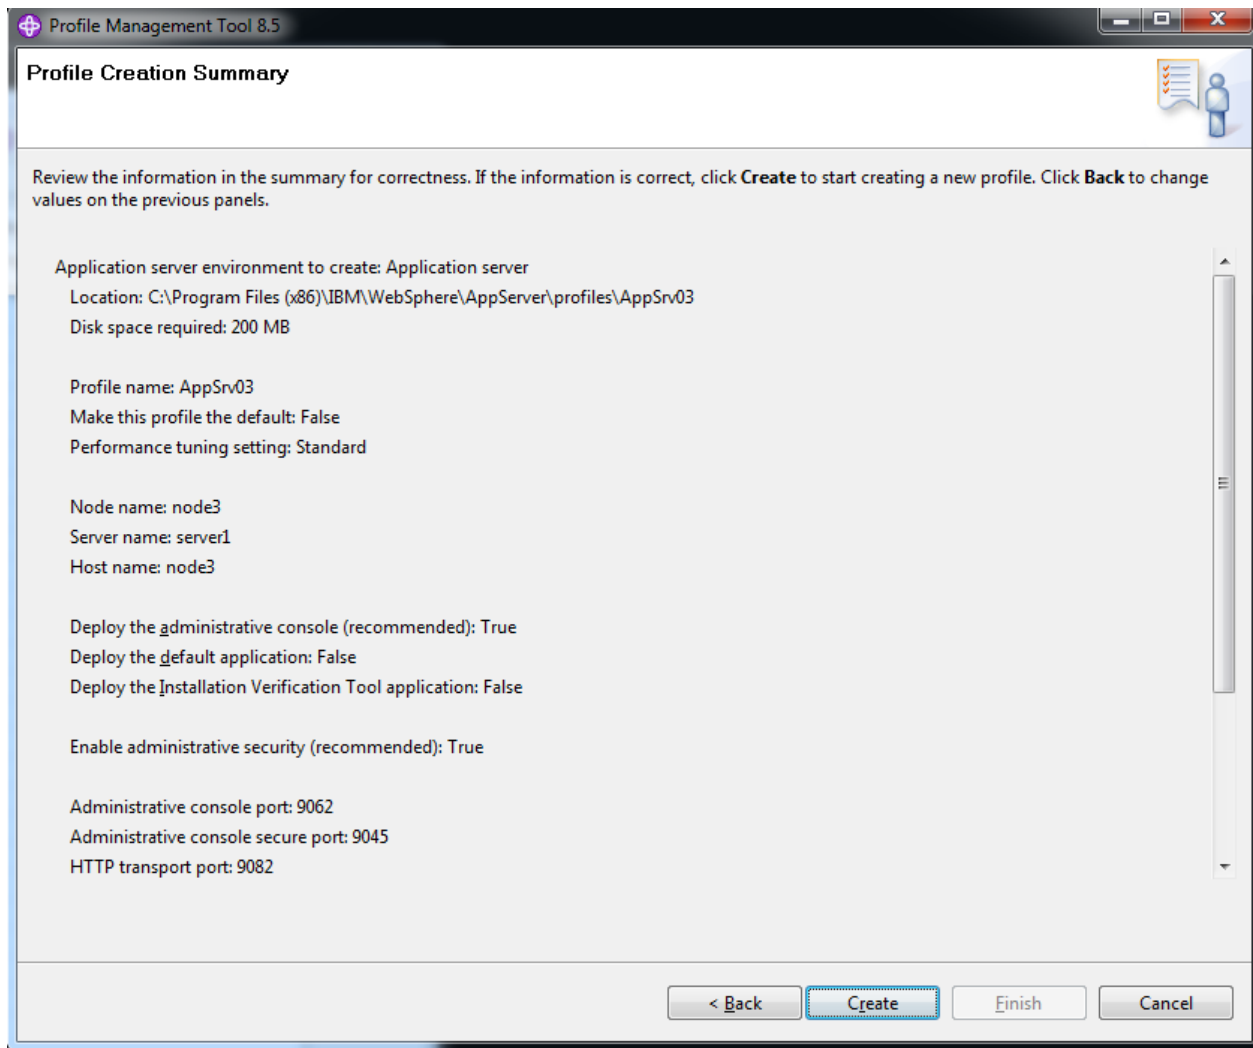 Profile Management Tool 8.5
Profile Creation Summary
Review the information in the summary for correctness. If the information is correct, click Create to start creating a new profile. Click Back to change
values on the previous panels.
Application server environment to create: Application server
Location: C:\Program Files (x86)\IBM\WebSphere\AppServer\profiles\AppSrv03
Disk space required: 200 MB
Profile name: AppSrv03
Make this profile the default: False
Performance tuning setting: Standard
Node name: node3
Server name: server1
Host name: node3
Deploy the administrative console (recommended): True
Deploy the default application: False
Deploy the Installation Verification Tool application: False
Enable administrative security (recommended): True
Administrative console port: 9062
Administrative console secure port: 9045
HTTP transport port: 9082
< Back Create Finish Cancel